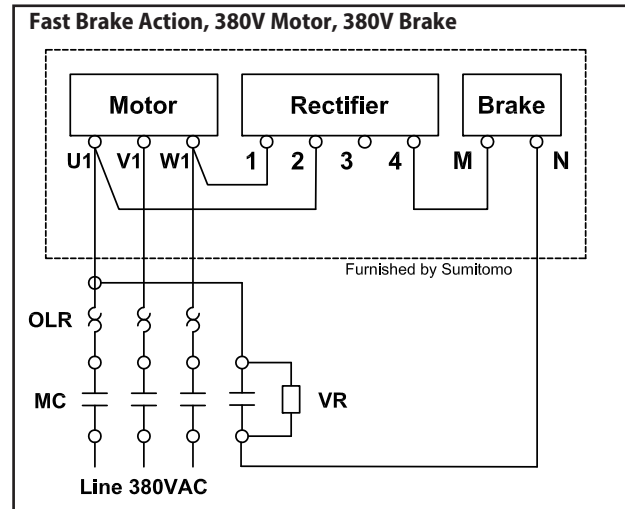 Fast Brake Action, 380V Motor, 380V Brake
Motor Rectifier Brake
U1 V1 W1 1 2 3 4 M N
Furnished by Sumitomo
OLR
MC VR
Line 380VAC